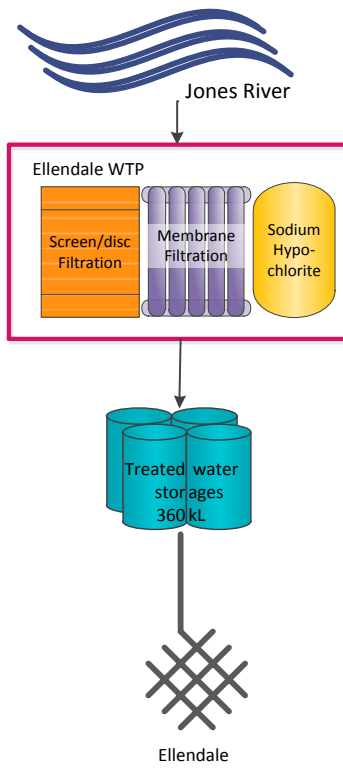 Jones River
Ellendale WTP
Screen/disc
Filtration
Membrane
Filtration
Sodium
Hypo-
chlorite
Treated water
storages
360 kL
Ellendale